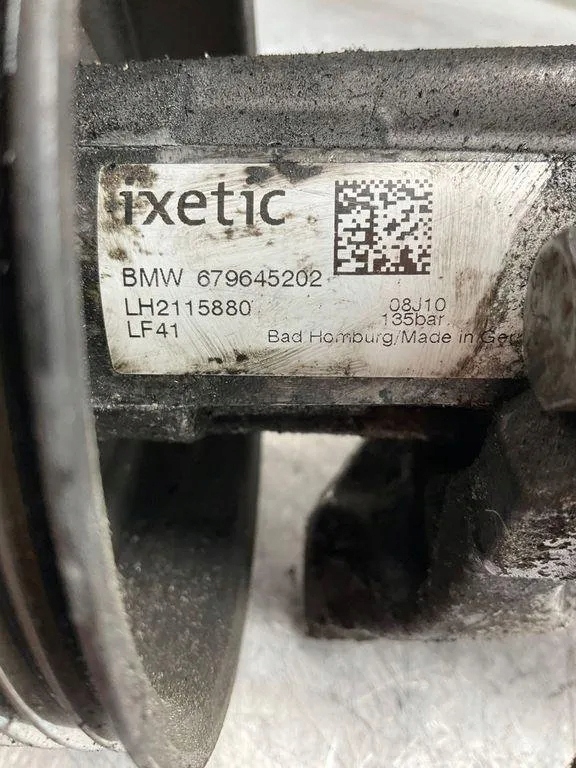 ixetic
BMW 679645202
LH2115880 08J10
LF41 135bar
Bad Homburg/Made in Ger